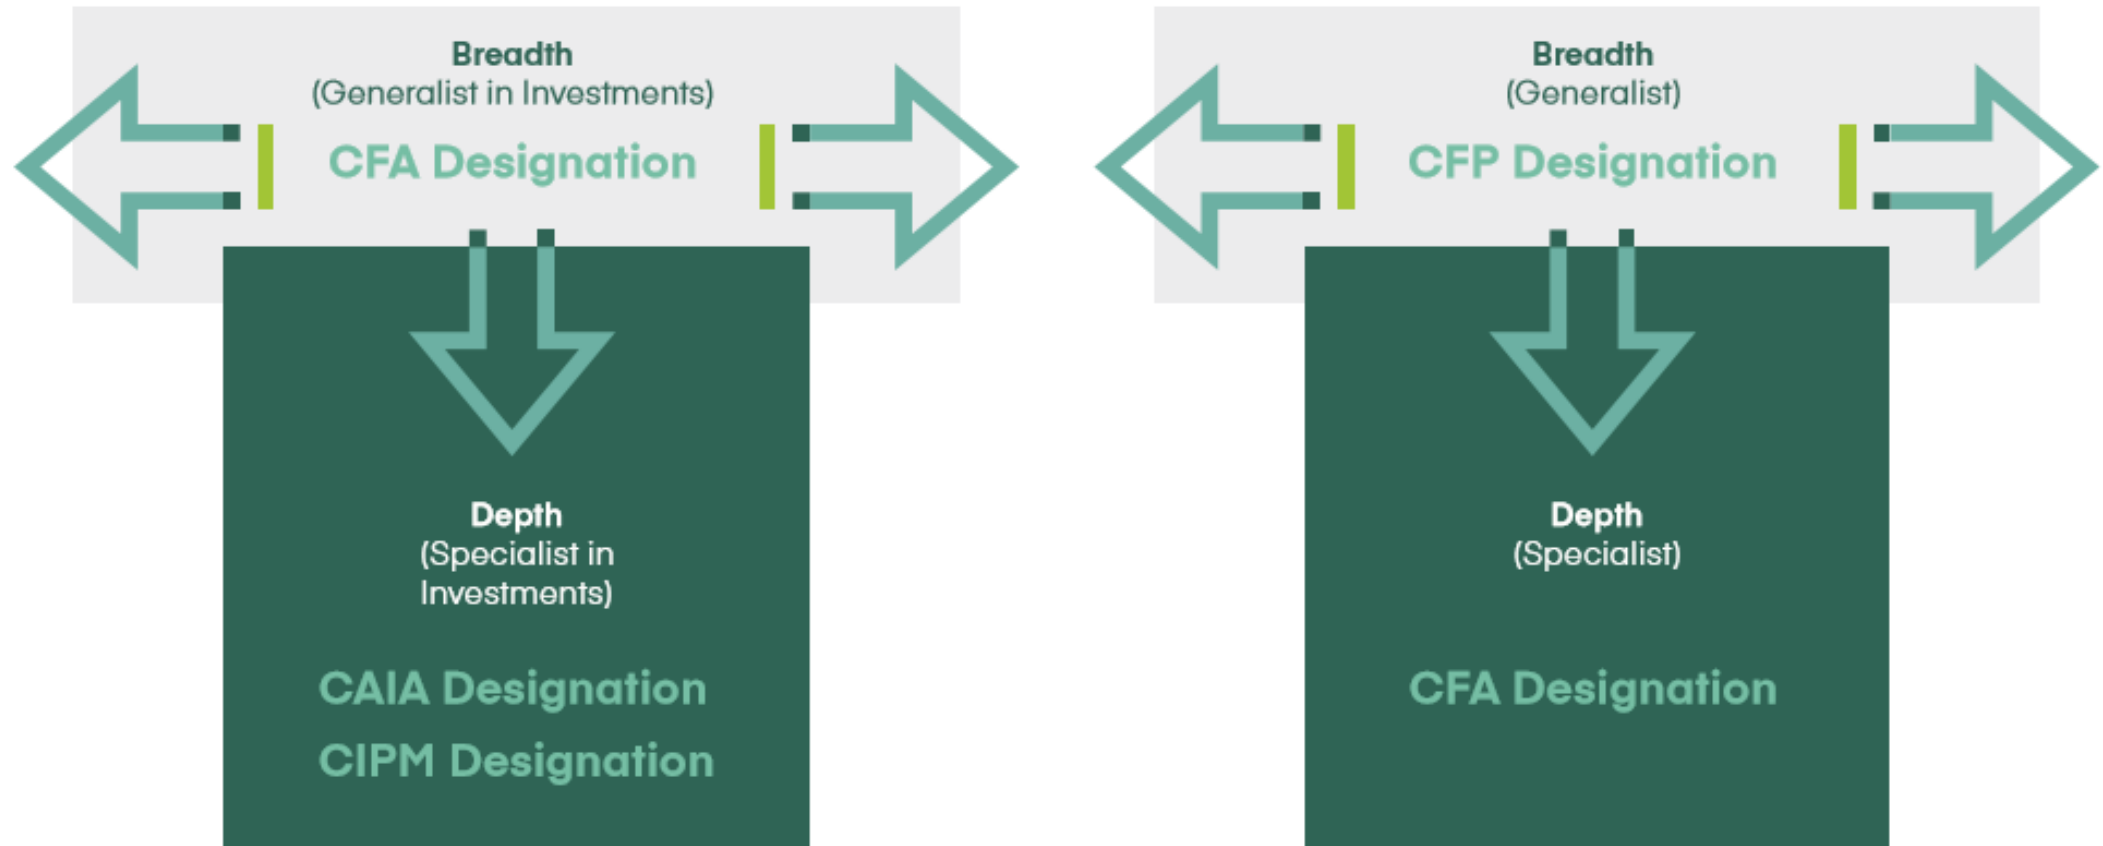 Breadth
(Generalist in Investments)
CFA Designation
Depth
(Specialist in
Investments)
CAIA Designation
CIPM Designation
Breadth
(Generalist)
CFP Designation
Depth
(Specialist)
CFA Designation